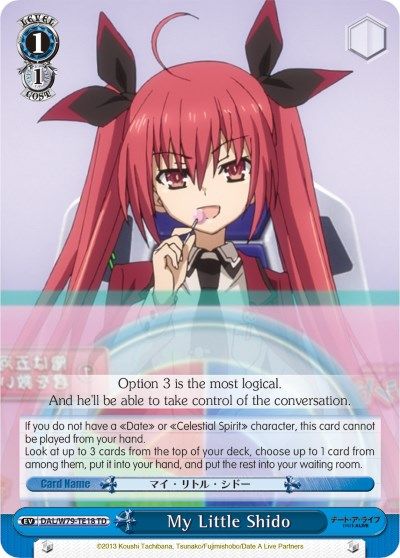 LEVEL
1
1
COST
Option 3 is the most logical.
And he'll be able to take control of the conversation.
If you do not have a «Date» or «Celestial Spirit» character, this card cannot
be played from your hand.
Look at up to 3 cards from the top of your deck, choose up to 1 card from
among them, put it into your hand, and put the rest into your waiting room.
Card Name
マイ・リトル・シドー
EV
DAL/W79-TE18 TD
My Little Shido
デート・ア・ライブ
DATE A LIVE
©2013 Koushi Tachibana, Tsunako/Fujimishobo/Date A Live Partners